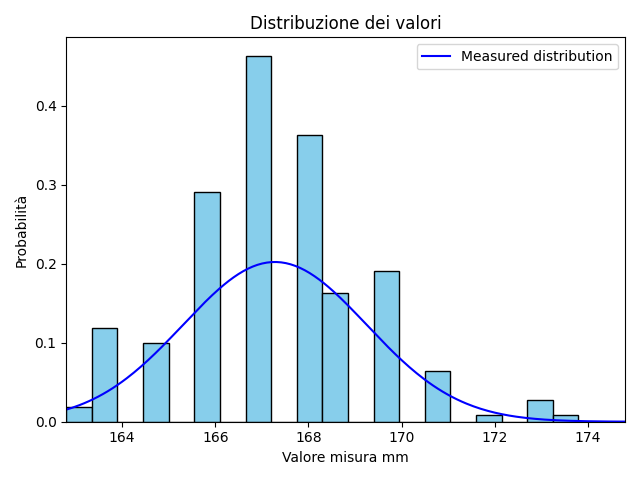 Distribuzione dei valori
Measured distribution
0.4
0.3
0.2
0.1
0.0
Probabilità
164 166 168 170 172 174
Valore misura mm